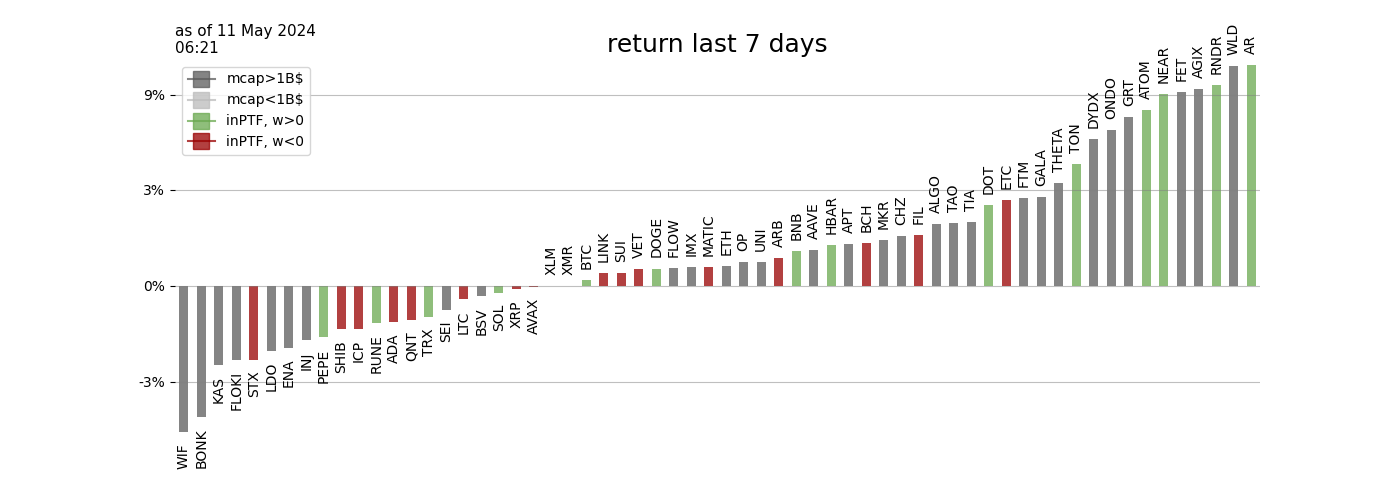 as of 11 May 2024
06:21
return last 7 days
mcap>1B$
mcap<1B$
inPTF, w>0
inPTF, w<0
9%
3%
0%
-3%
WIF
BONK
KAS
FLOKI
STX
LDO
ENA
INJ
PEPE
SHIB
ICP
RUNE
ADA
QNT
TRX
SEI
LTC
BSV
SOL
XRP
AVAX
XLM
XMR
BTC
LINK
SUI
VET
DOGE
FLOW
IMX
MATIC
ETH
OP
UNI
ARB
BNB
AAVE
HBAR
APT
BCH
MKR
CHZ
FIL
ALGO
TAO
TIA
DOT
ETC
FTM
GALA
THETA
TON
DYDX
ONDO
GRT
ATOM
NEAR
FET
AGIX
RNDR
WLD
AR